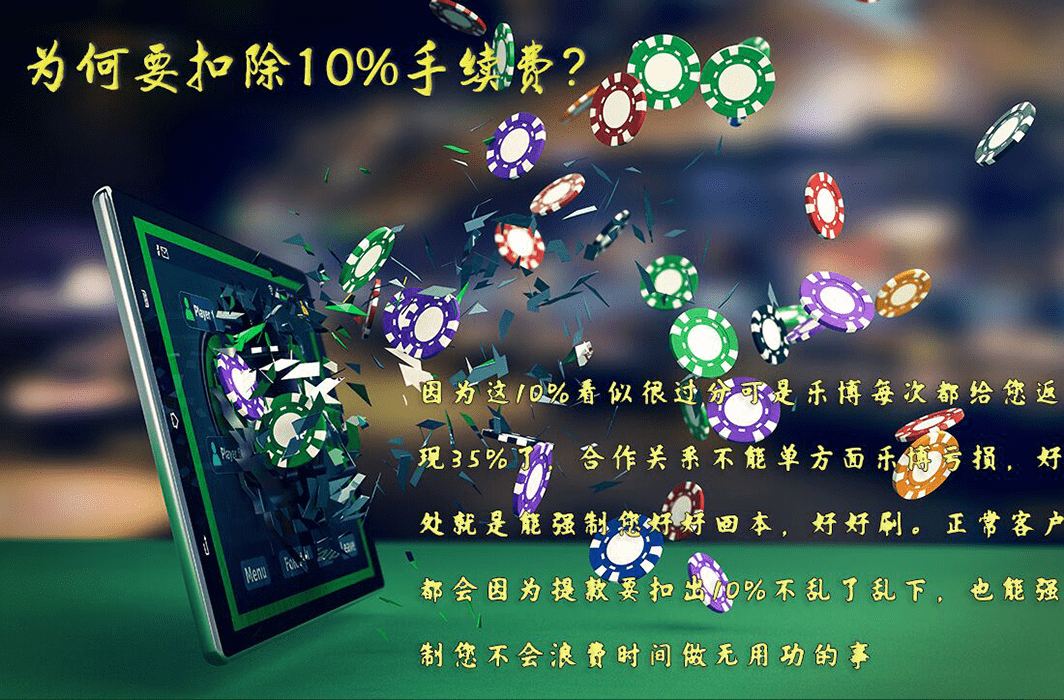 为何要扣除10%手续费?
Player
Player
因为这10%看似很过分可是乐博每次都给您返
现35%了, 合作关系不能单方面乐博亏损, 好
处就是能强制您好好回本, 好好刷。正常客户
都会因为提款要扣出10%不乱了乱下, 也能强
制您不会浪费时间做无用功的事
Menu